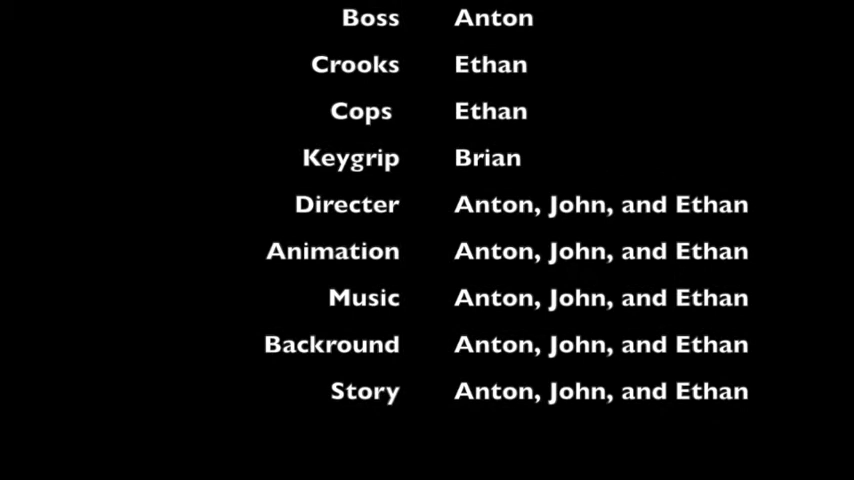 Boss Anton
Crooks Ethan
Cops Ethan
Keygrip Brian
Directer Anton, John, and Ethan
Animation Anton, John, and Ethan
Music Anton, John, and Ethan
Backround Anton, John, and Ethan
Story Anton, John, and Ethan